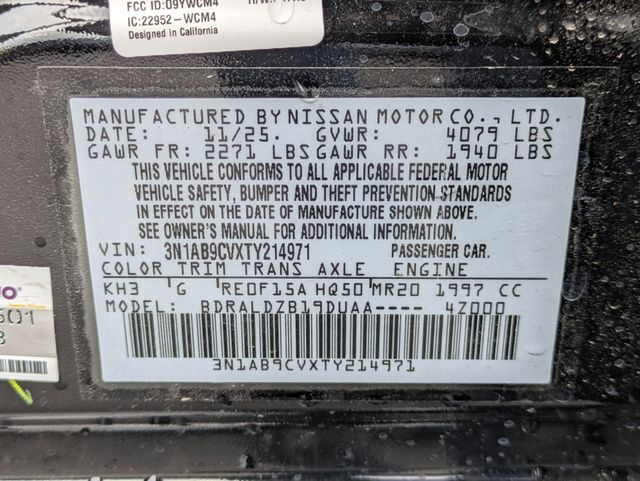 FCC ID:O9YWCM4
IC:22952-WCM4
Designed in California
MANUFACTURED BY NISSAN MOTOR CO., LTD.
DATE: 11/25. GVWR: 4079 LBS
GAWR FR: 2271 LBS GAWR RR: 1940 LBS
THIS VEHICLE CONFORMS TO ALL APPLICABLE FEDERAL MOTOR
VEHICLE SAFETY, BUMPER AND THEFT PREVENTION STANDARDS
IN EFFECT ON THE DATE OF MANUFACTURE SHOWN ABOVE.
SEE OWNER'S MANUAL FOR ADDITIONAL INFORMATION.
VIN: 3N1AB9CVXTY214971 PASSENGER CAR.
COLOR TRIM TRANS AXLE ENGINE
KH3 G RE0F15A HQ50 MR20 1997 CC
MODEL: BDRALDZB19DUAA---- 4Z000
3N1AB9CVXTY214971